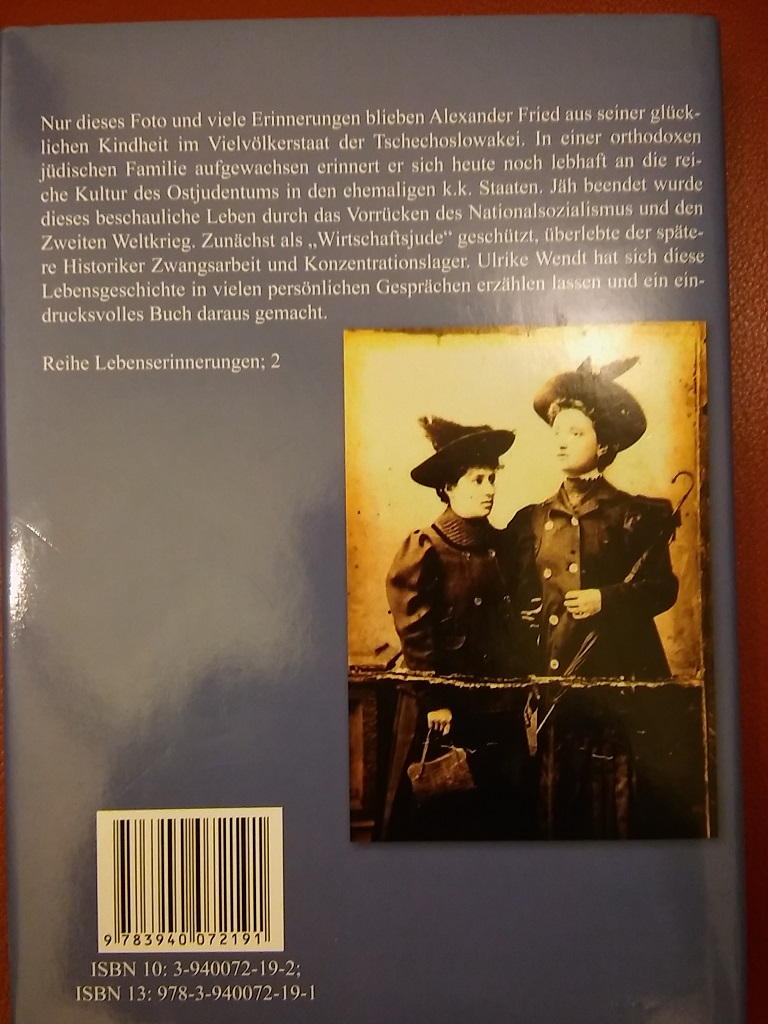 Nur dieses Foto und viele Erinnerungen blieben Alexander Fried aus seiner glück-
lichen Kindheit im Vielvölkerstaat der Tschechoslowakei. In einer orthodoxen
jüdischen Familie aufgewachsen erinnert er sich heute noch lebhaft an die rei-
che Kultur des Ostjudentums in den ehemaligen k.k. Staaten. Jäh beendet wurde
dieses beschauliche Leben durch das Vorrücken des Nationalsozialismus und den
Zweiten Weltkrieg. Zunächst als „Wirtschaftsjude“ geschützt, überlebte der späte-
re Historiker Zwangsarbeit und Konzentrationslager. Ulrike Wendt hat sich diese
Lebensgeschichte in vielen persönlichen Gesprächen erzählen lassen und ein ein-
drucksvolles Buch daraus gemacht.
Reihe Lebenserinnerungen; 2
9 783940 072191
ISBN 10: 3-940072-19-2;
ISBN 13: 978-3-940072-19-1